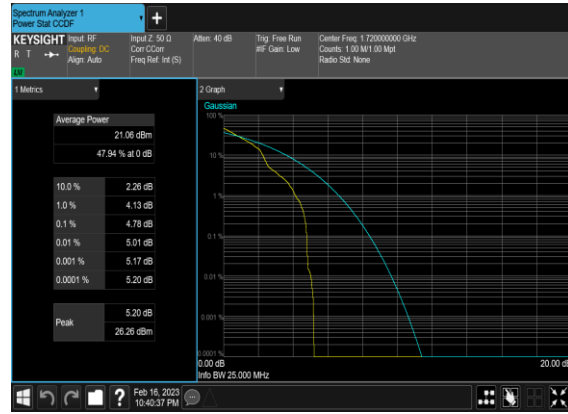 Spectrum Analyzer 1
Power Stat CCDF
KEYSIGHT
R T
LW
Input: RF
Coupling: DC
Align: Auto
Input Z: 50 Ω
Corr CCorr
Freq Ref: Int (S)
Atten: 40 dB
Trig: Free Run
#IF Gain: Low
Center Freq: 1.720000000 GHz
Counts: 1.00 M/1.00 Mpt
Radio Std: None
1 Metrics
Average Power
21.06 dBm
47.94 % at 0 dB
10.0 % 2.26 dB
1.0 % 4.13 dB
0.1 % 4.78 dB
0.01 % 5.01 dB
0.001 % 5.17 dB
0.0001 % 5.20 dB
Peak
5.20 dB
26.26 dBm
2 Graph
Gaussian
100 %
10 %
1 %
0.1 %
0.01 %
0.001 %
0.0001 %
0.00 dB
20.00 dB
Info BW 25.000 MHz
Feb 16, 2023
10:40:37 PM